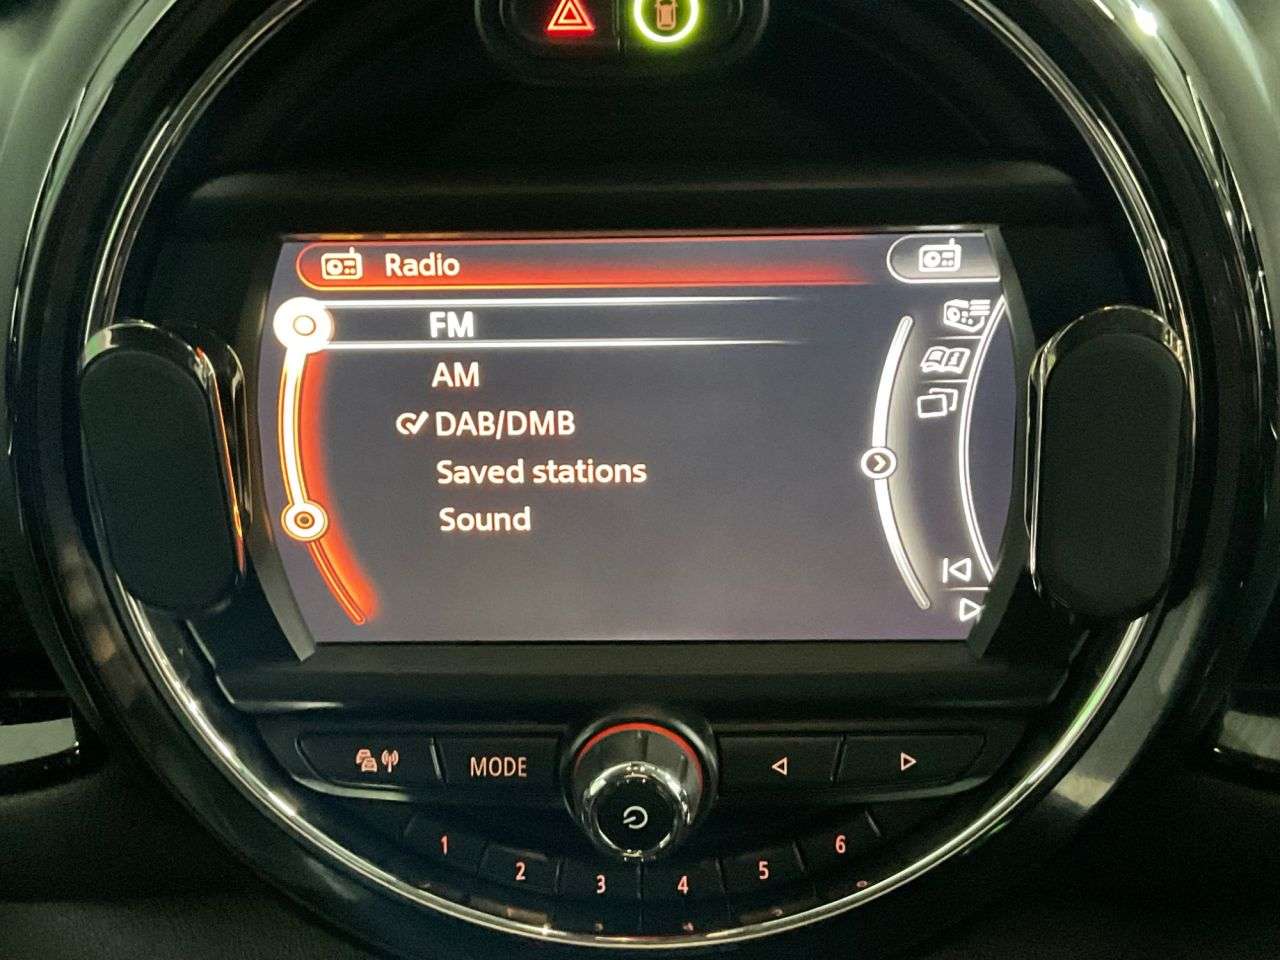 Radio
FM
AM
DAB/DMB
Saved stations
Sound
MODE
1 2 3 4 5 6